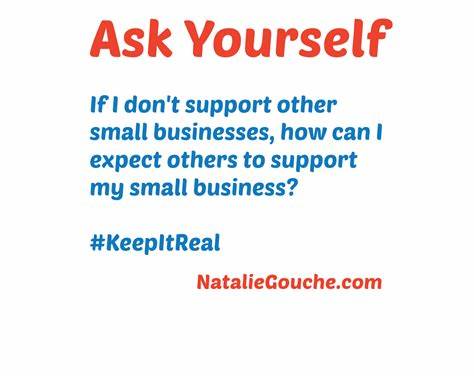 Ask Yourself
If I don't support other
small businesses, how can I
expect others to support
my small business?
#KeepItReal
NatalieGouche.com